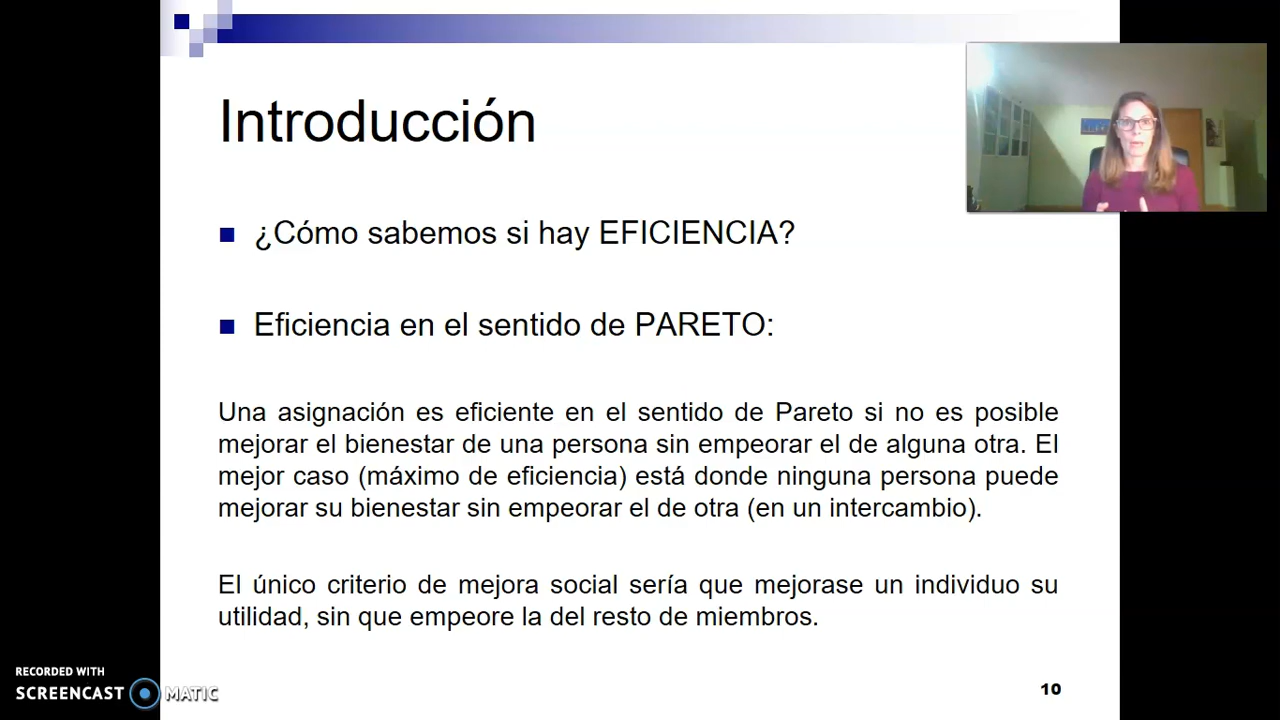 Introducción
¿Cómo sabemos si hay EFICIENCIA?
Eficiencia en el sentido de PARETO:
Una asignación es eficiente en el sentido de Pareto si no es posible
mejorar el bienestar de una persona sin empeorar el de alguna otra. El
mejor caso (máximo de eficiencia) está donde ninguna persona puede
mejorar su bienestar sin empeorar el de otra (en un intercambio).
El único criterio de mejora social sería que mejorase un individuo su
utilidad, sin que empeore la del resto de miembros.
RECORDED WITH
SCREENCAST MATIC
10